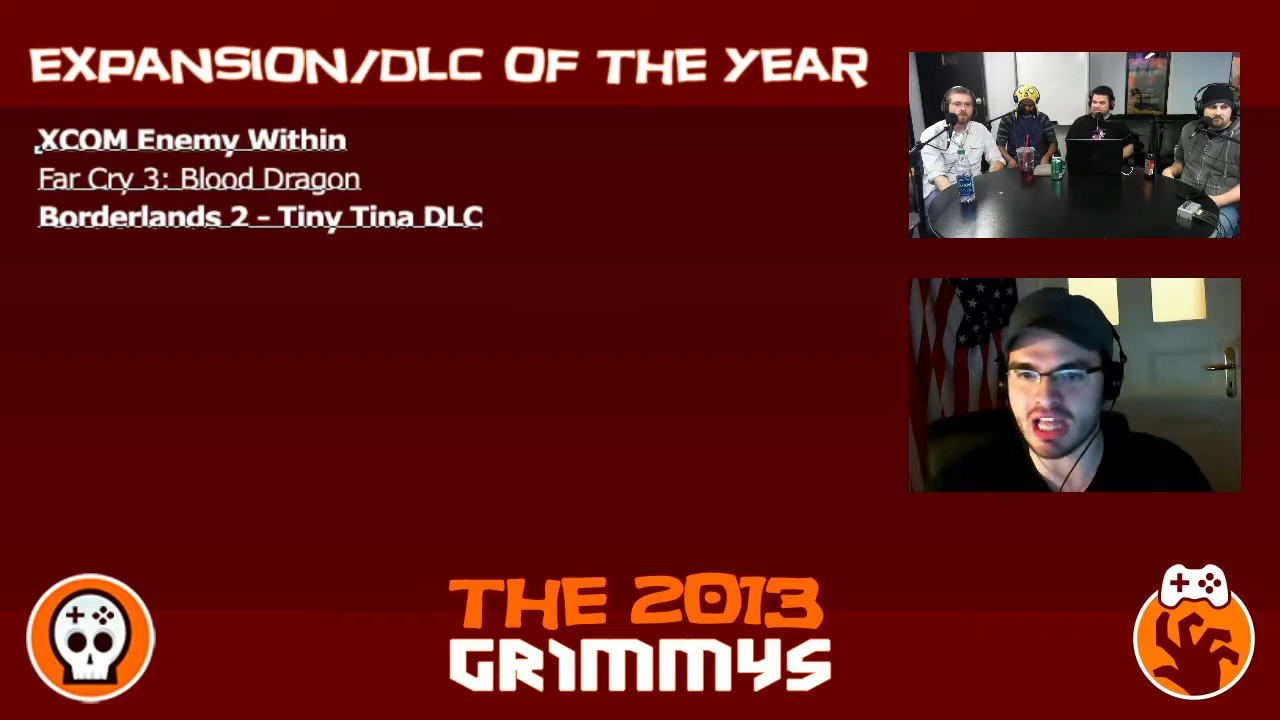 EXPANSION/DLC OF THE YEAR
XCOM Enemy Within
Far Cry 3: Blood Dragon
Borderlands 2 - Tiny Tina DLC
THE 2013
GR1MM4S